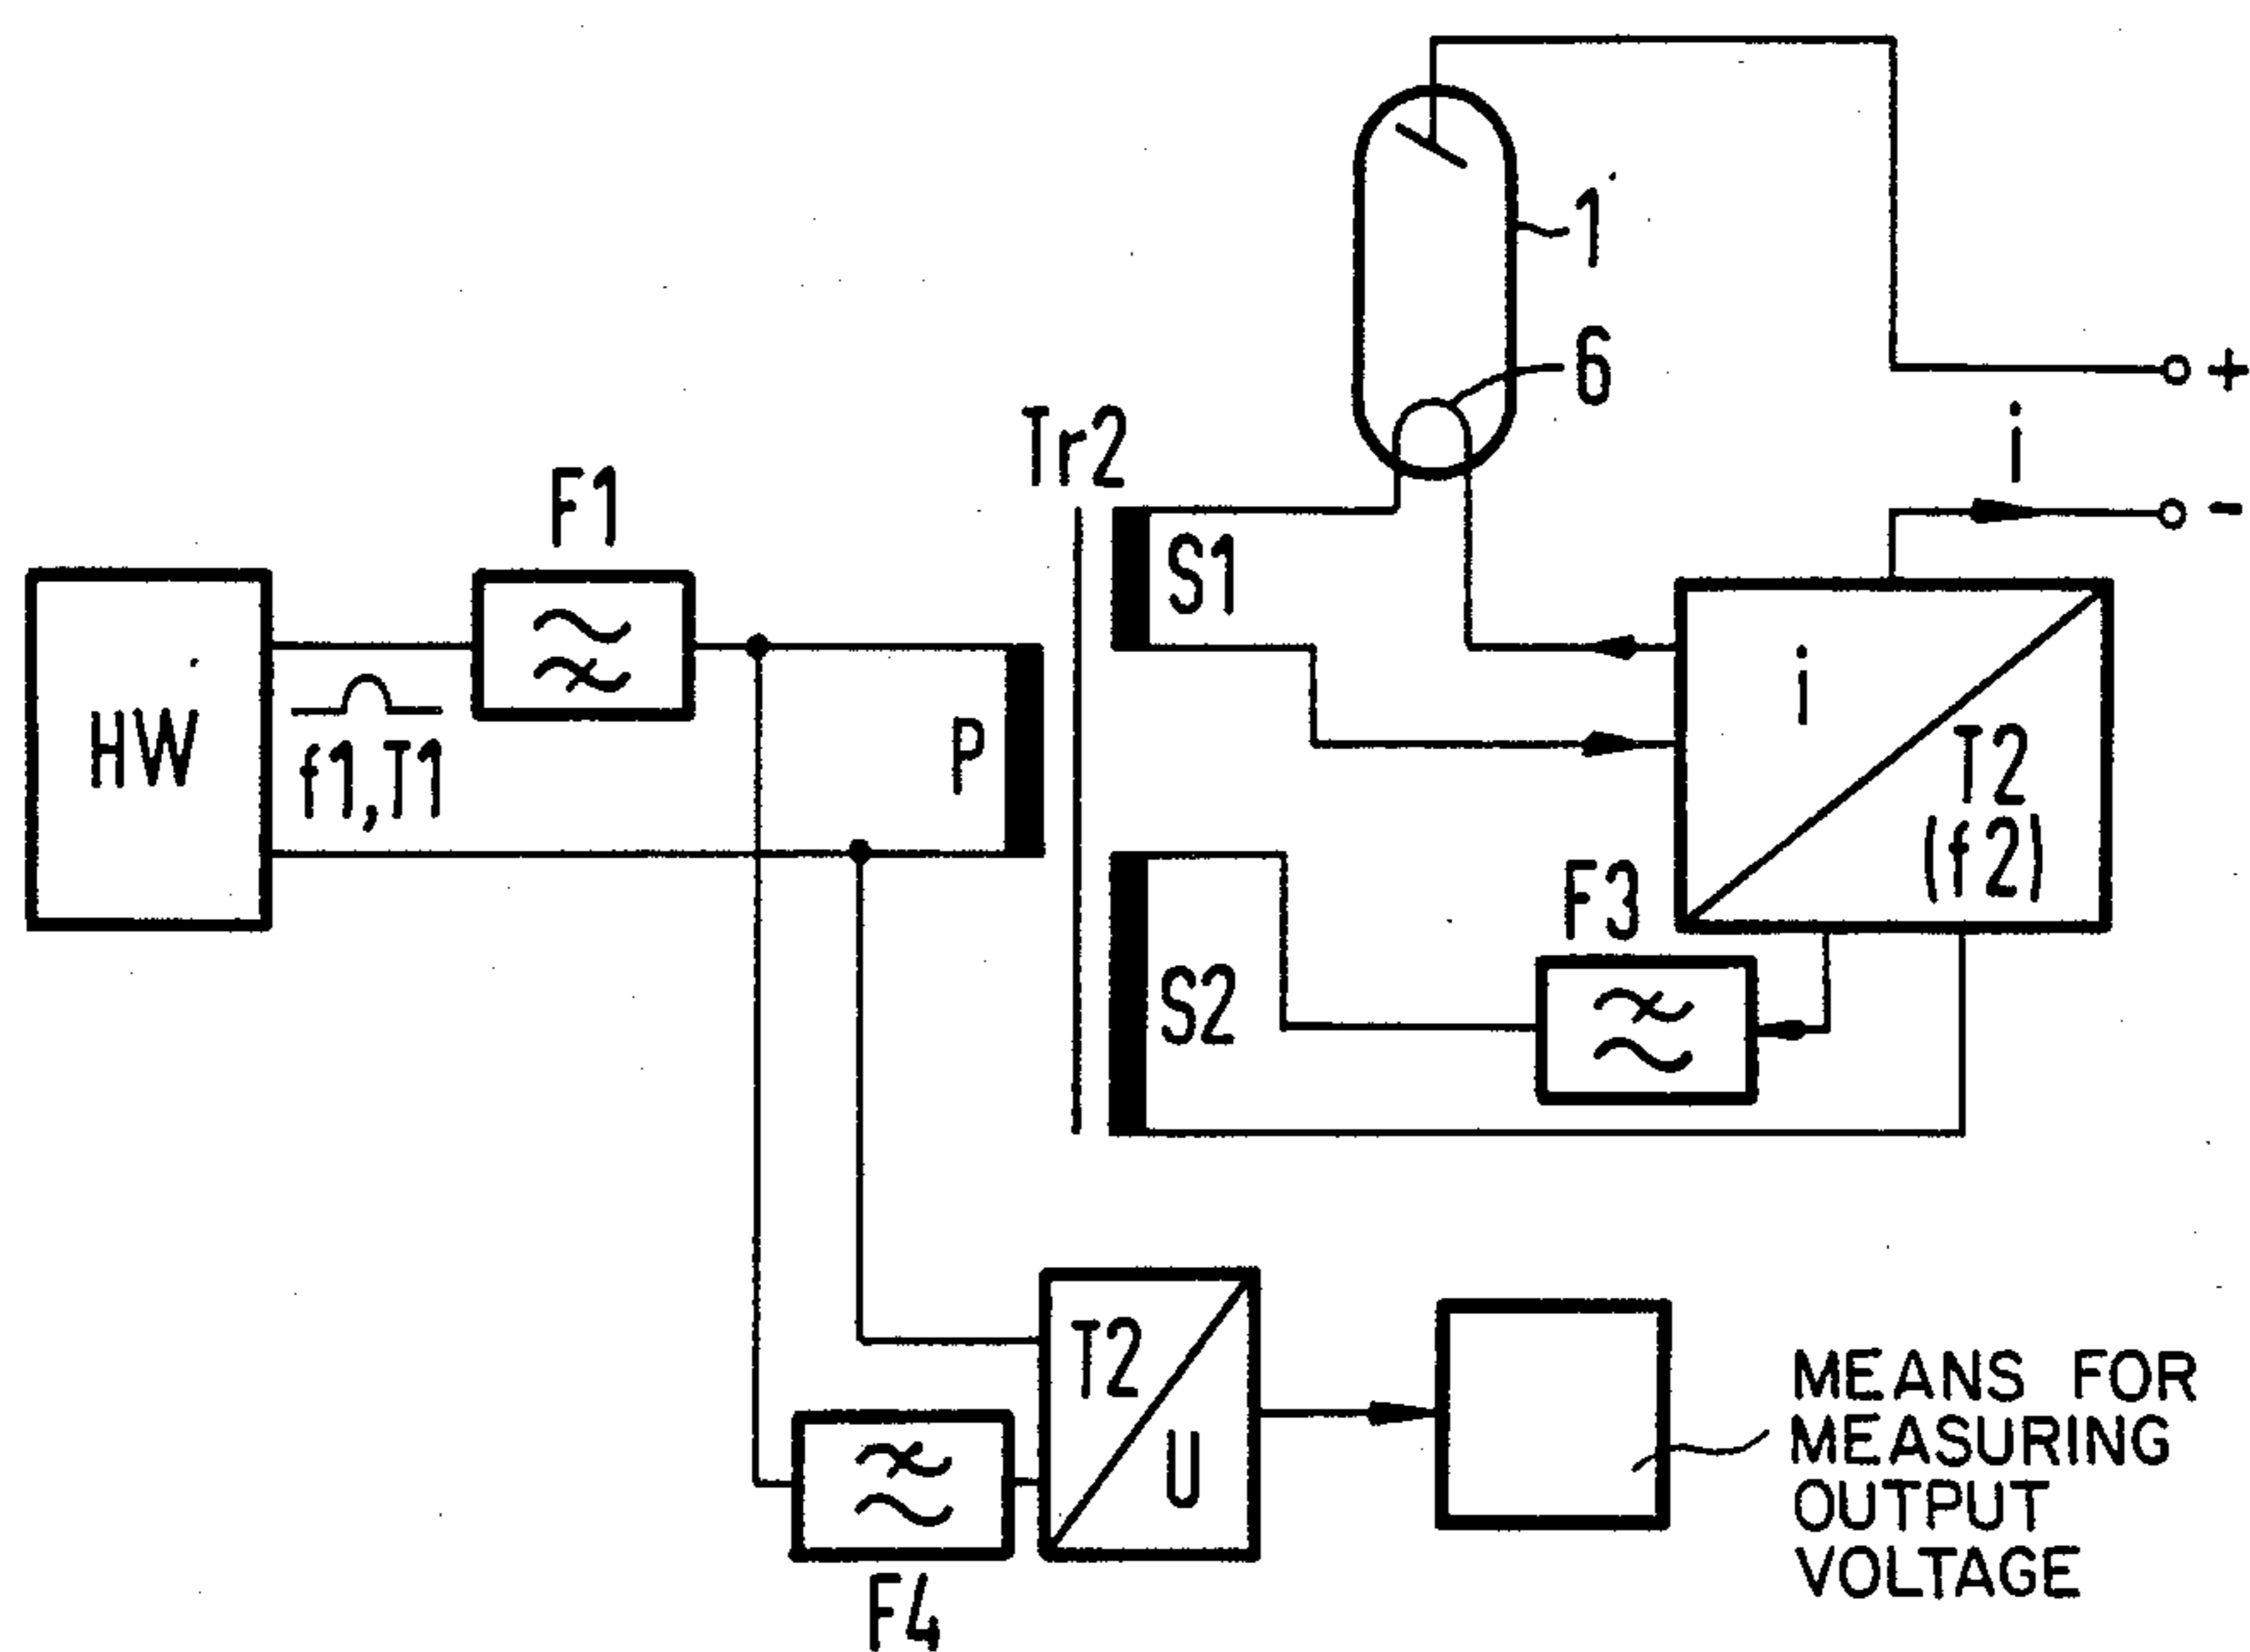 1
6
+
i
-
Tr2
F1
S1
HW
f1,T1
P
i
T2
(f2)
F3
S2
T2
U
F4
MEANS FOR
MEASURING
OUTPUT
VOLTAGE